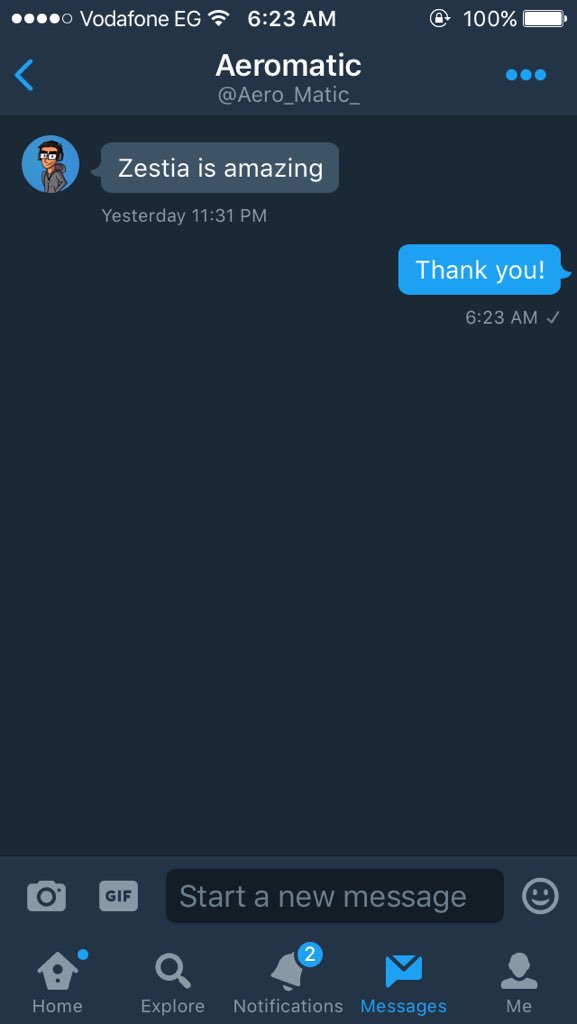 Vodafone EG 6:23 AM 100%
Aeromatic
@Aero_Matic_
Zestia is amazing
Yesterday 11:31 PM
Thank you!
6:23 AM ✓
GIF Start a new message
2
Home Explore Notifications Messages Me